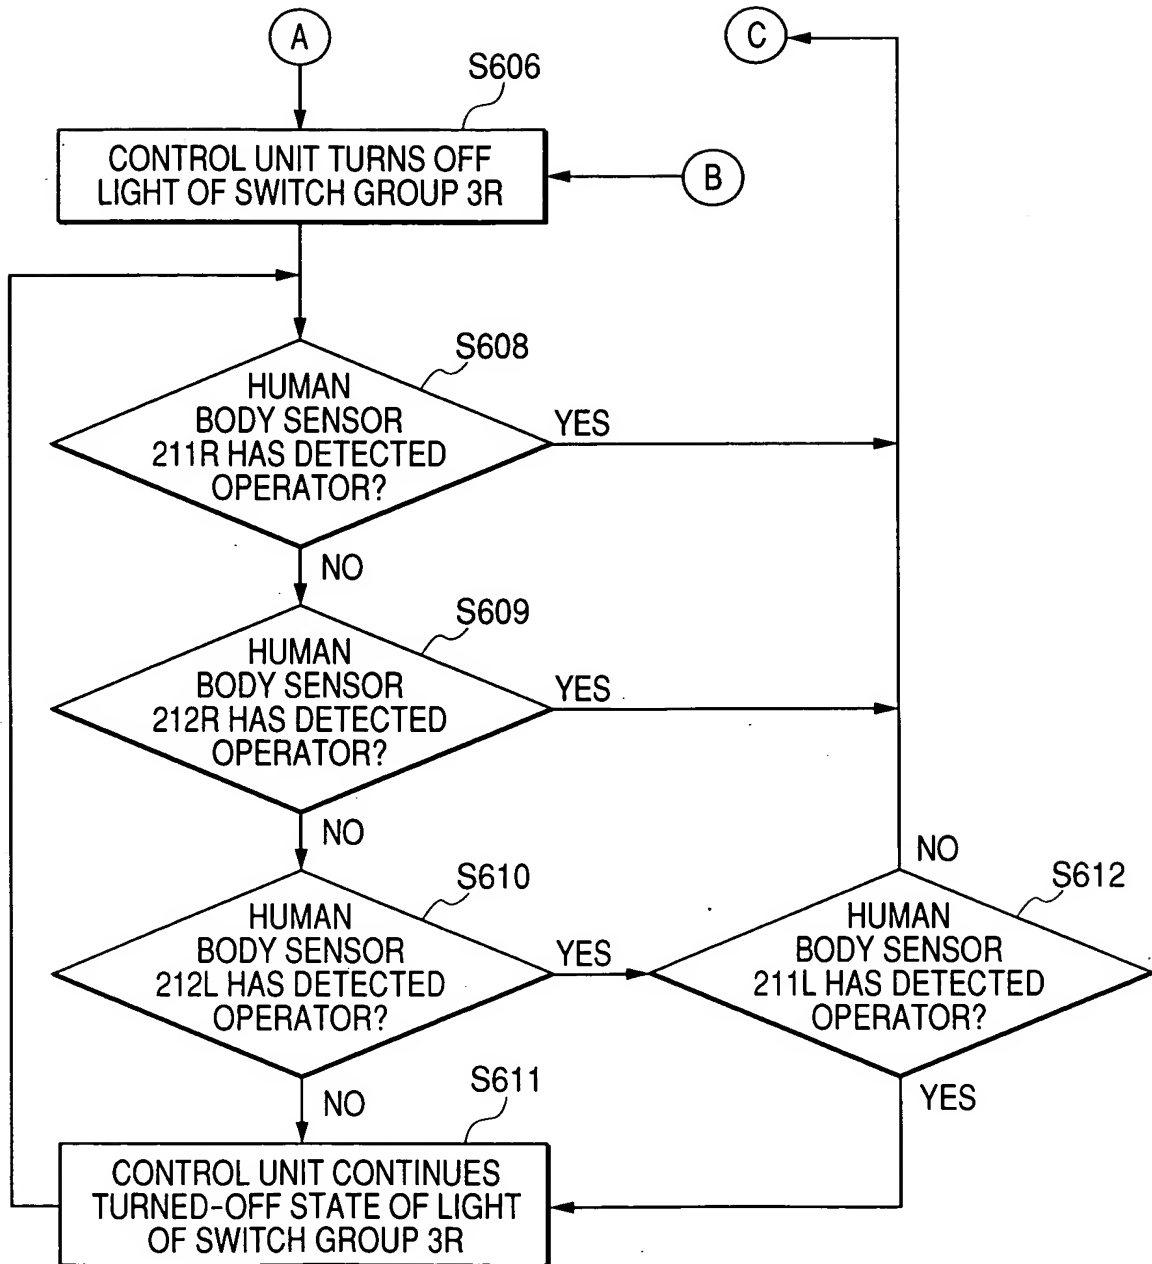 A
C
S606
CONTROL UNIT TURNS OFF
LIGHT OF SWITCH GROUP 3R
B
S608
HUMAN
BODY SENSOR
211R HAS DETECTED
OPERATOR?
YES
NO
S609
HUMAN
BODY SENSOR
212R HAS DETECTED
OPERATOR?
YES
NO
S610
HUMAN
BODY SENSOR
212L HAS DETECTED
OPERATOR?
YES
NO
S612
HUMAN
BODY SENSOR
211L HAS DETECTED
OPERATOR?
YES
NO
S611
CONTROL UNIT CONTINUES
TURNED-OFF STATE OF LIGHT
OF SWITCH GROUP 3R